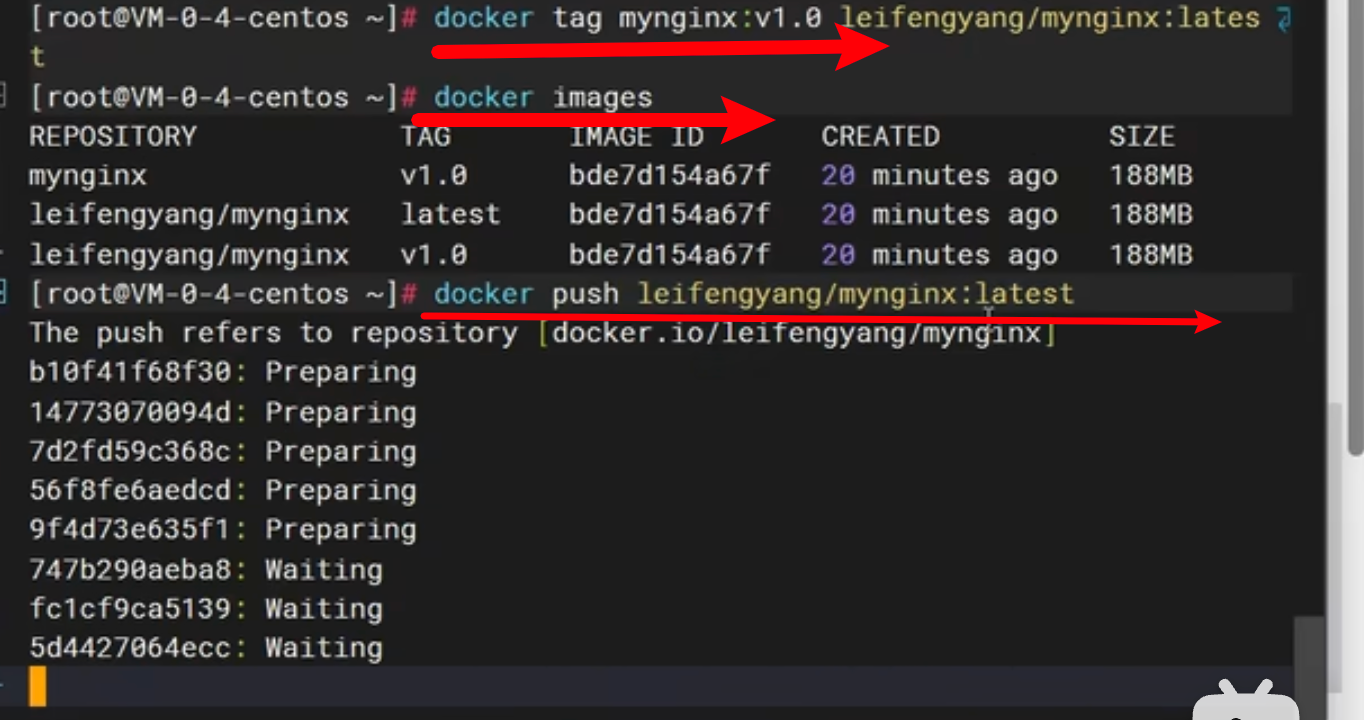 [root@VM-0-4-centos ~]# docker tag mynginx:v1.0 leifengyang/mynginx:lates
t
[root@VM-0-4-centos ~]# docker images
REPOSITORY TAG IMAGE ID CREATED SIZE
mynginx v1.0 bde7d154a67f 20 minutes ago 188MB
leifengyang/mynginx latest bde7d154a67f 20 minutes ago 188MB
leifengyang/mynginx v1.0 bde7d154a67f 20 minutes ago 188MB
[root@VM-0-4-centos ~]# docker push leifengyang/mynginx:latest
The push refers to repository [docker.io/leifengyang/mynginx]
b10f41f68f30: Preparing
14773070094d: Preparing
7d2fd59c368c: Preparing
56f8fe6aedcd: Preparing
9f4d73e635f1: Preparing
747b290aeba8: Waiting
fc1cf9ca5139: Waiting
5d4427064ecc: Waiting